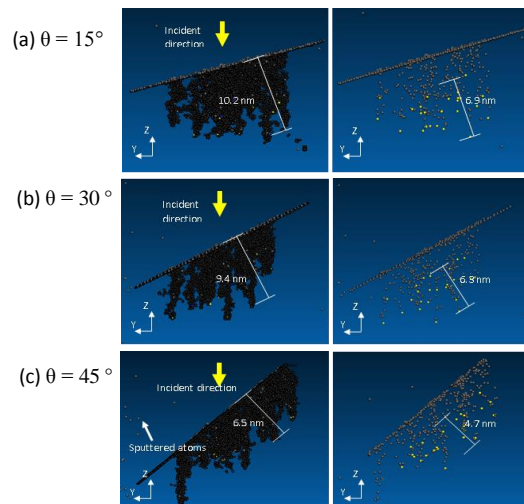 (a) θ = 15°
Incident
direction
10.2 nm
Z
Y
6.9 nm
Z
Y
(b) θ = 30 °
Incident
direction
9.4 nm
Z
Y
6.3 nm
Z
Y
(c) θ = 45 °
Incident direction
6.5 nm
Sputtered atoms
Z
Y
4.7 nm
Z
Y